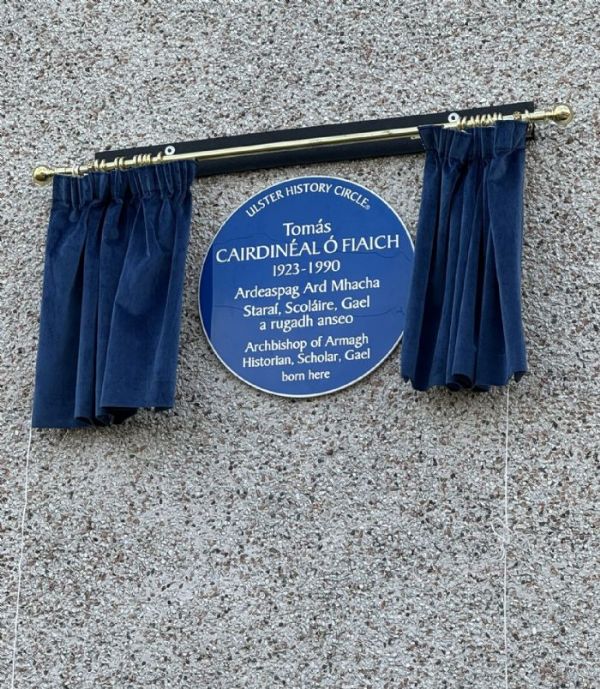 ULSTER HISTORY CIRCLE®
Tomás
CAIRDINÉAL Ó FIAICH
1923-1990
Ardeaspag Ard Mhacha
Staraí, Scoláire, Gael
a rugadh anseo
Archbishop of Armagh
Historian, Scholar, Gael
born here